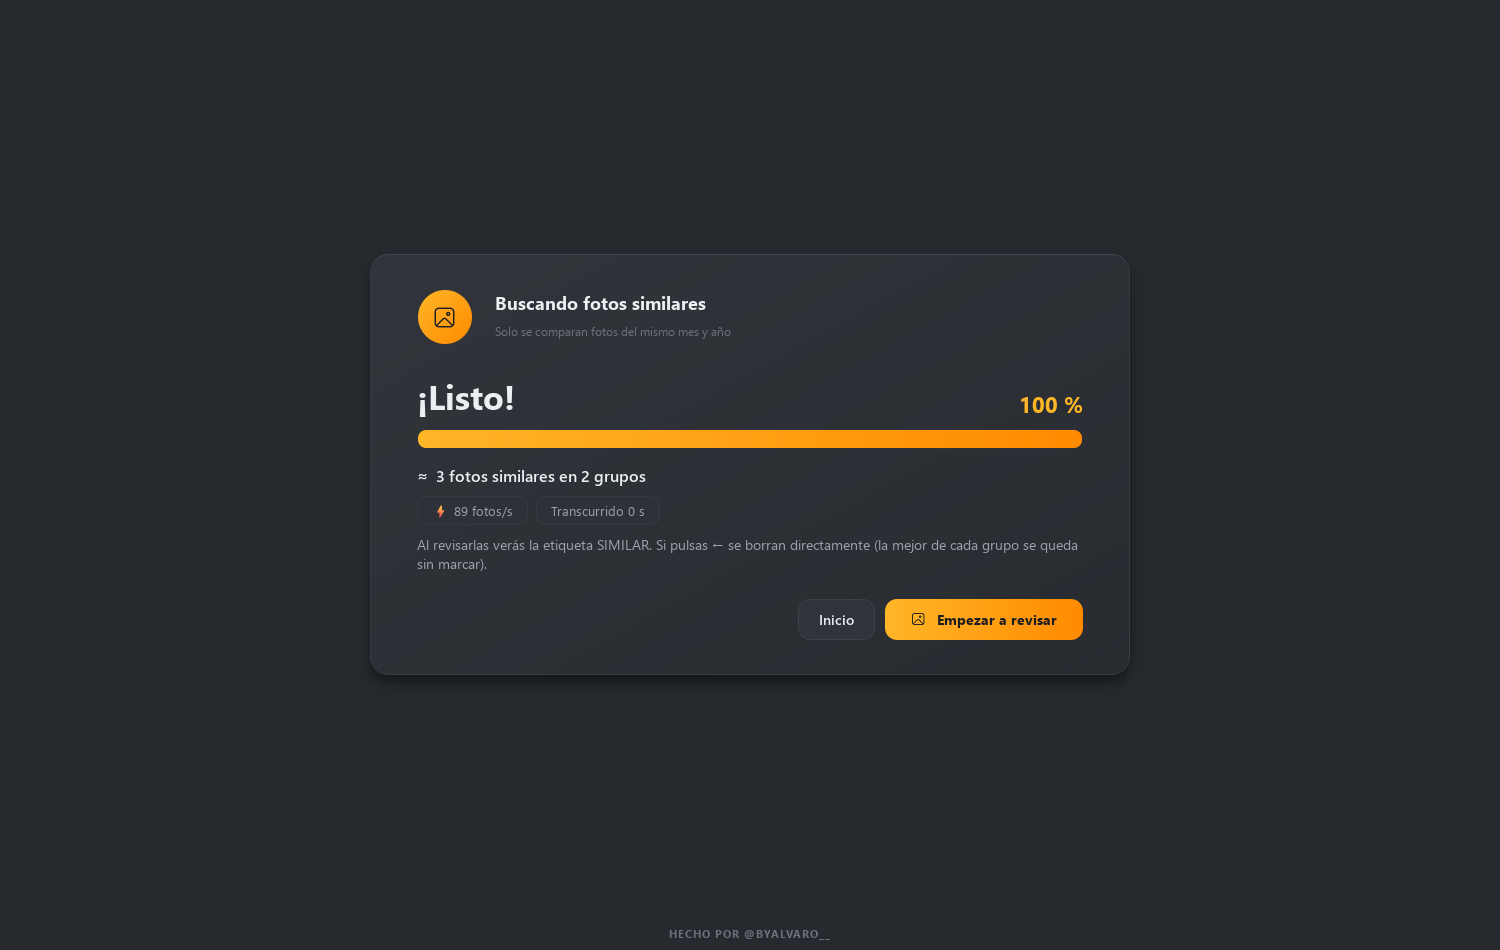 Buscando fotos similares
Solo se comparan fotos del mismo mes y año
¡Listo!
100 %
≈ 3 fotos similares en 2 grupos
89 fotos/s
Transcurrido 0 s
Al revisarlas verás la etiqueta SIMILAR. Si pulsas ← se borran directamente (la mejor de cada grupo se queda
sin marcar).
Inicio
Empezar a revisar
HECHO POR @BYALVARO__